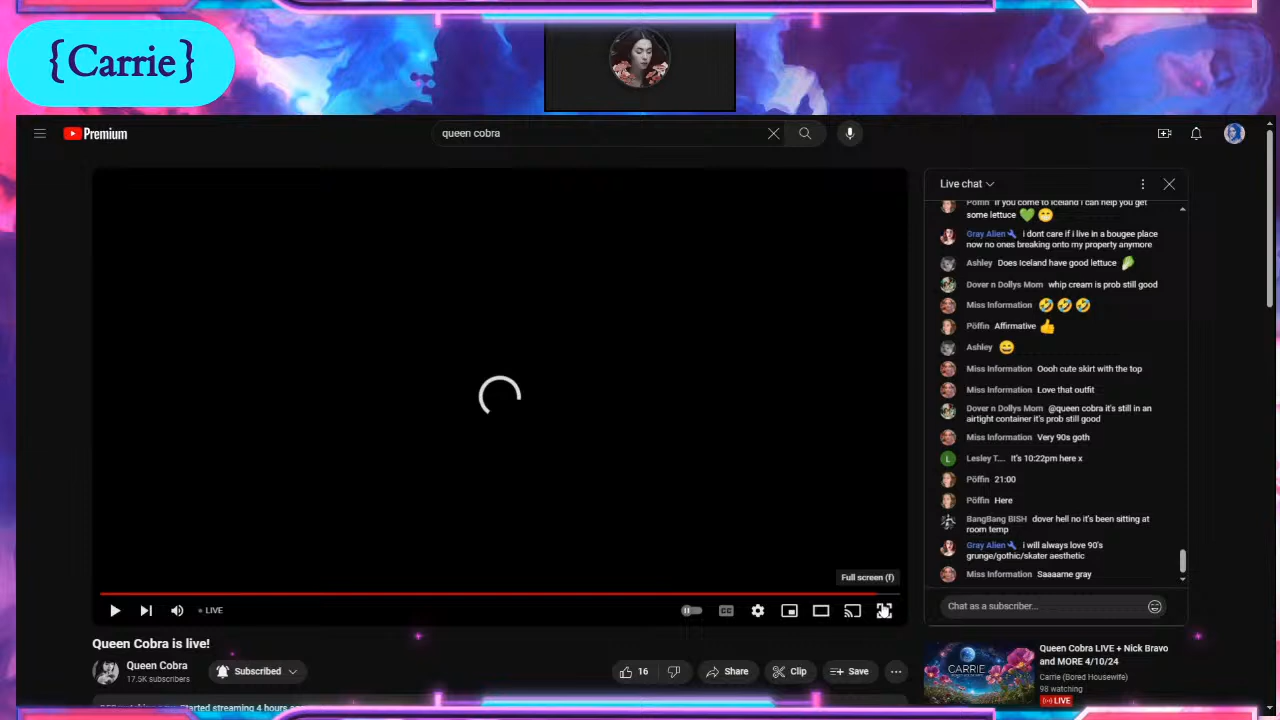 {Carrie}
Premium
queen cobra
Live chat
Pöffin if you come to Iceland i can help you get
some lettuce 💚 😁
Gray Alien i dont care if i live in a bougee place
now no ones breaking onto my property anymore
Ashley Does Iceland have good lettuce 🥬
Dover n Dollys Mom whip cream is prob still good
Miss Information 🤣 🤣 🤣
Pöffin Affirmative 👍
Ashley 😄
Miss Information Oooh cute skirt with the top
Miss Information Love that outfit
Dover n Dollys Mom @queen cobra it's still in an
airtight container it's prob still good
Miss Information Very 90s goth
L Lesley T.... It's 10:22pm here x
Pöffin 21:00
Pöffin Here
BangBang BISH dover hell no it's been sitting at
room temp
Gray Alien i will always love 90's
grunge/gothic/skater aesthetic
Miss Information Saaaame gray
Full screen (f)
LIVE
CC
Chat as a subscriber...
Queen Cobra is live!
Queen Cobra
17.5K subscribers
Subscribed
16
Share
Clip
Save
Started streaming 4 hours
CARRIE
Queen Cobra LIVE + Nick Bravo
and MORE 4/10/24
Carrie (Bored Housewife)
98 watching
LIVE